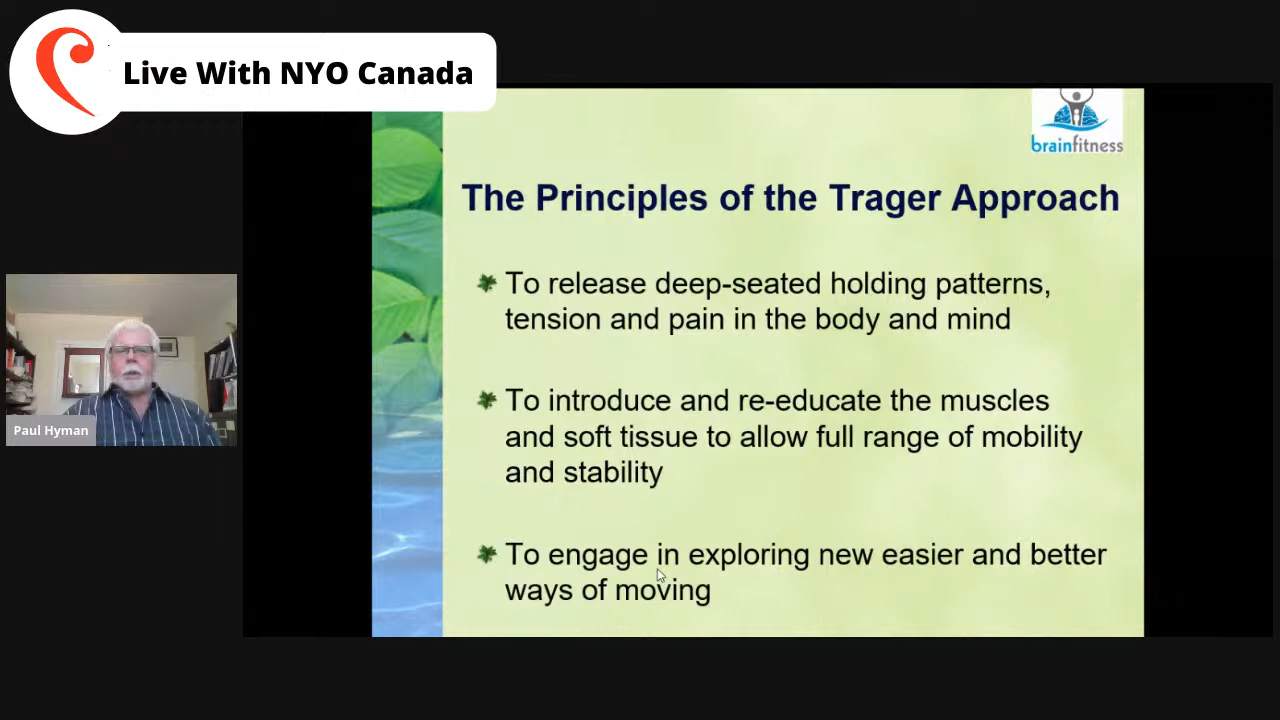 Live With NYO Canada
brainfitness
The Principles of the Trager Approach
To release deep-seated holding patterns,
tension and pain in the body and mind
To introduce and re-educate the muscles
and soft tissue to allow full range of mobility
and stability
To engage in exploring new easier and better
ways of moving
Paul Hyman